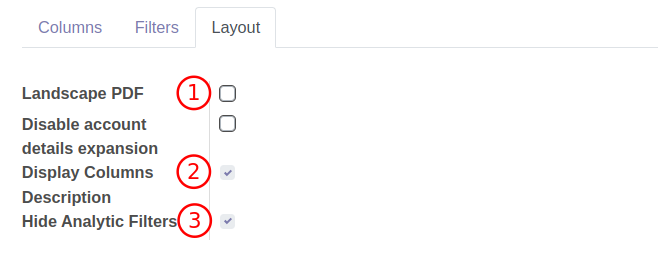 Columns Filters Layout
Landscape PDF 1
Disable account
details expansion
Display Columns 2
Description
Hide Analytic Filters 3